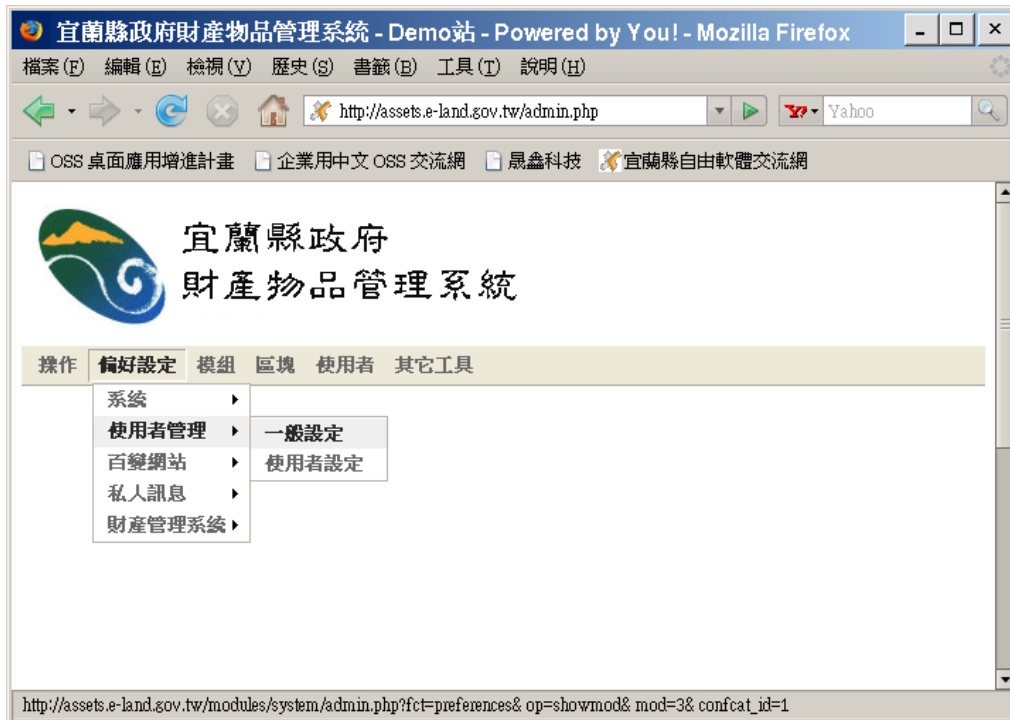 宜蘭縣政府財產物品管理系統 - Demo站 - Powered by You! - Mozilla Firefox
檔案(F) 編輯(E) 檢視(V) 歷史(S) 書籤(B) 工具(T) 說明(H)
http://assets.e-land.gov.tw/admin.php Yahoo
OSS 桌面應用增進計畫 企業用中文 OSS 交流網 晟鑫科技 宜蘭縣自由軟體交流網
宜蘭縣政府
財產物品管理系統
操作 偏好設定 模組 區塊 使用者 其它工具
系統
使用者管理 一般設定
百變網站 使用者設定
私人訊息
財產管理系統
http://assets.e-land.gov.tw/modules/system/admin.php?fct=preferences& op=showmod& mod=3& confcat_id=1